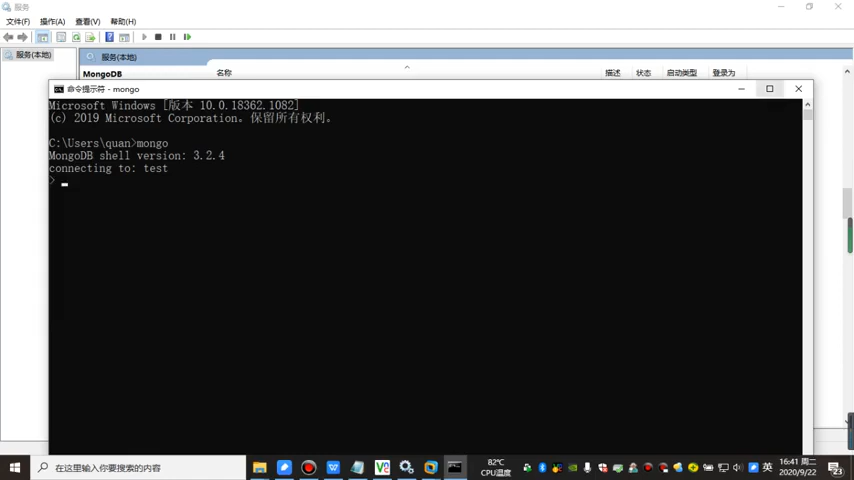 服务
文件(F) 操作(A) 查看(V) 帮助(H)
服务(本地)
服务(本地)
MongoDB
名称 描述 状态 启动类型 登录为
命令提示符 - mongo
Microsoft Windows [版本 10.0.18362.1082]
(c) 2019 Microsoft Corporation。保留所有权利。
C:\Users\quan>mongo
MongoDB shell version: 3.2.4
connecting to: test
>
在这里输入你要搜索的内容
82℃
CPU温度
英
16:41 周二
2020/9/22
23